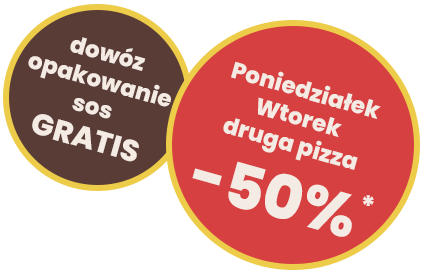 dowóz
opakowanie
sos
GRATIS
Poniedziałek
Wtorek
druga pizza
-50%*